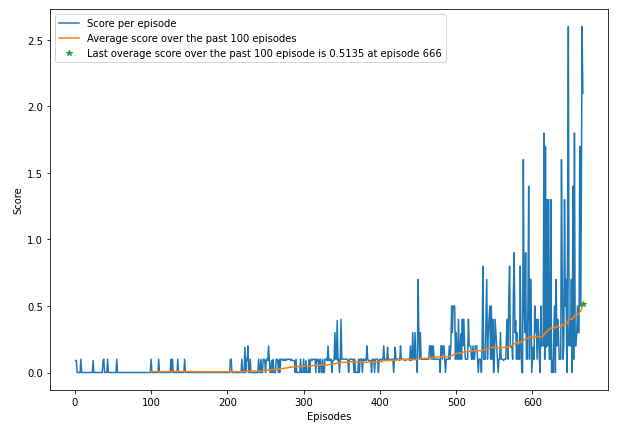 Score per episode
Average score over the past 100 episodes
Last overage score over the past 100 episode is 0.5135 at episode 666
2.5
2.0
1.5
1.0
0.5
0.0
Score
0 100 200 300 400 500 600
Episodes